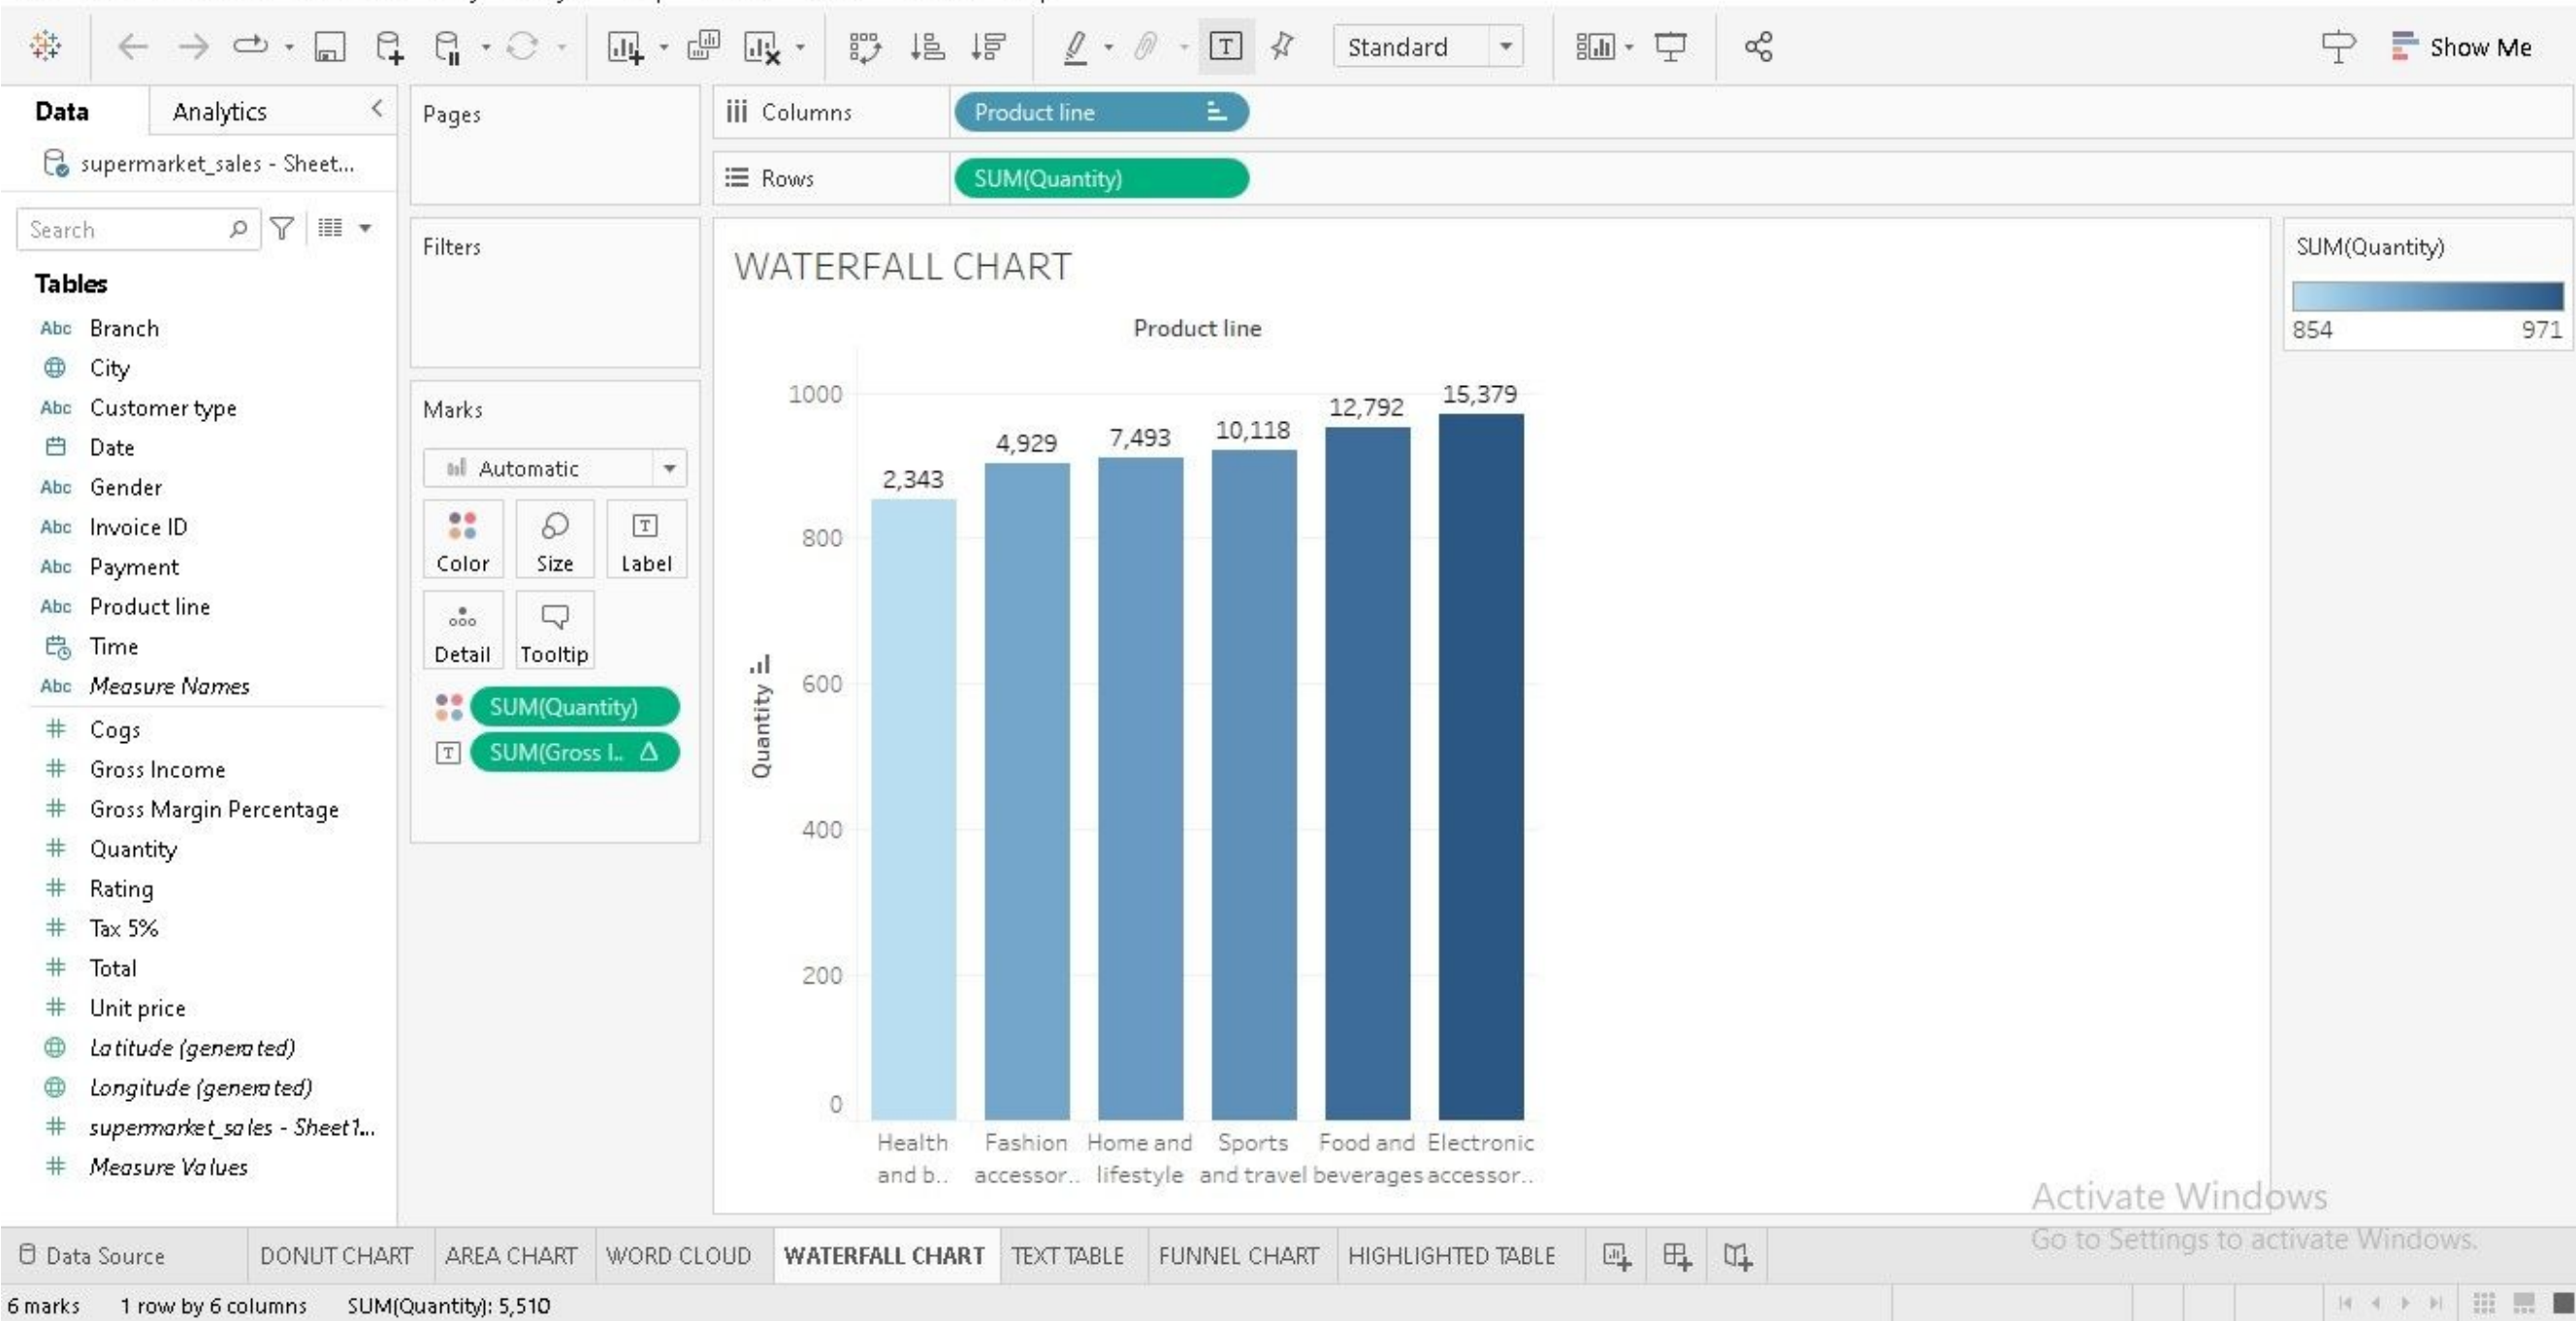 Standard
Show Me
Data
Analytics
supermarket_sales - Sheet...
Search
Tables
Abc Branch
City
Abc Customer type
Date
Abc Gender
Abc Invoice ID
Abc Payment
Abc Product line
Time
Abc Measure Names
# Cogs
# Gross Income
# Gross Margin Percentage
# Quantity
# Rating
# Tax 5%
# Total
# Unit price
Latitude (generated)
Longitude (generated)
# supermarket_sales - Sheet1...
# Measure Values
Pages
Filters
Marks
Automatic
Color Size Label
Detail Tooltip
SUM(Quantity)
T SUM(Gross I.. Δ
iii Columns Product line
Rows SUM(Quantity)
WATERFALL CHART
Product line
1000
800
600
400
200
0
Quantity
2,343 4,929 7,493 10,118 12,792 15,379
Health Fashion Home and Sports Food and Electronic
and b.. accessor.. lifestyle and travel beverages accessor..
SUM(Quantity)
854 971
Activate Windows
Go to Settings to activate Windows.
Data Source DONUT CHART AREA CHART WORD CLOUD WATERFALL CHART TEXT TABLE FUNNEL CHART HIGHLIGHTED TABLE
6 marks 1 row by 6 columns SUM(Quantity): 5,510